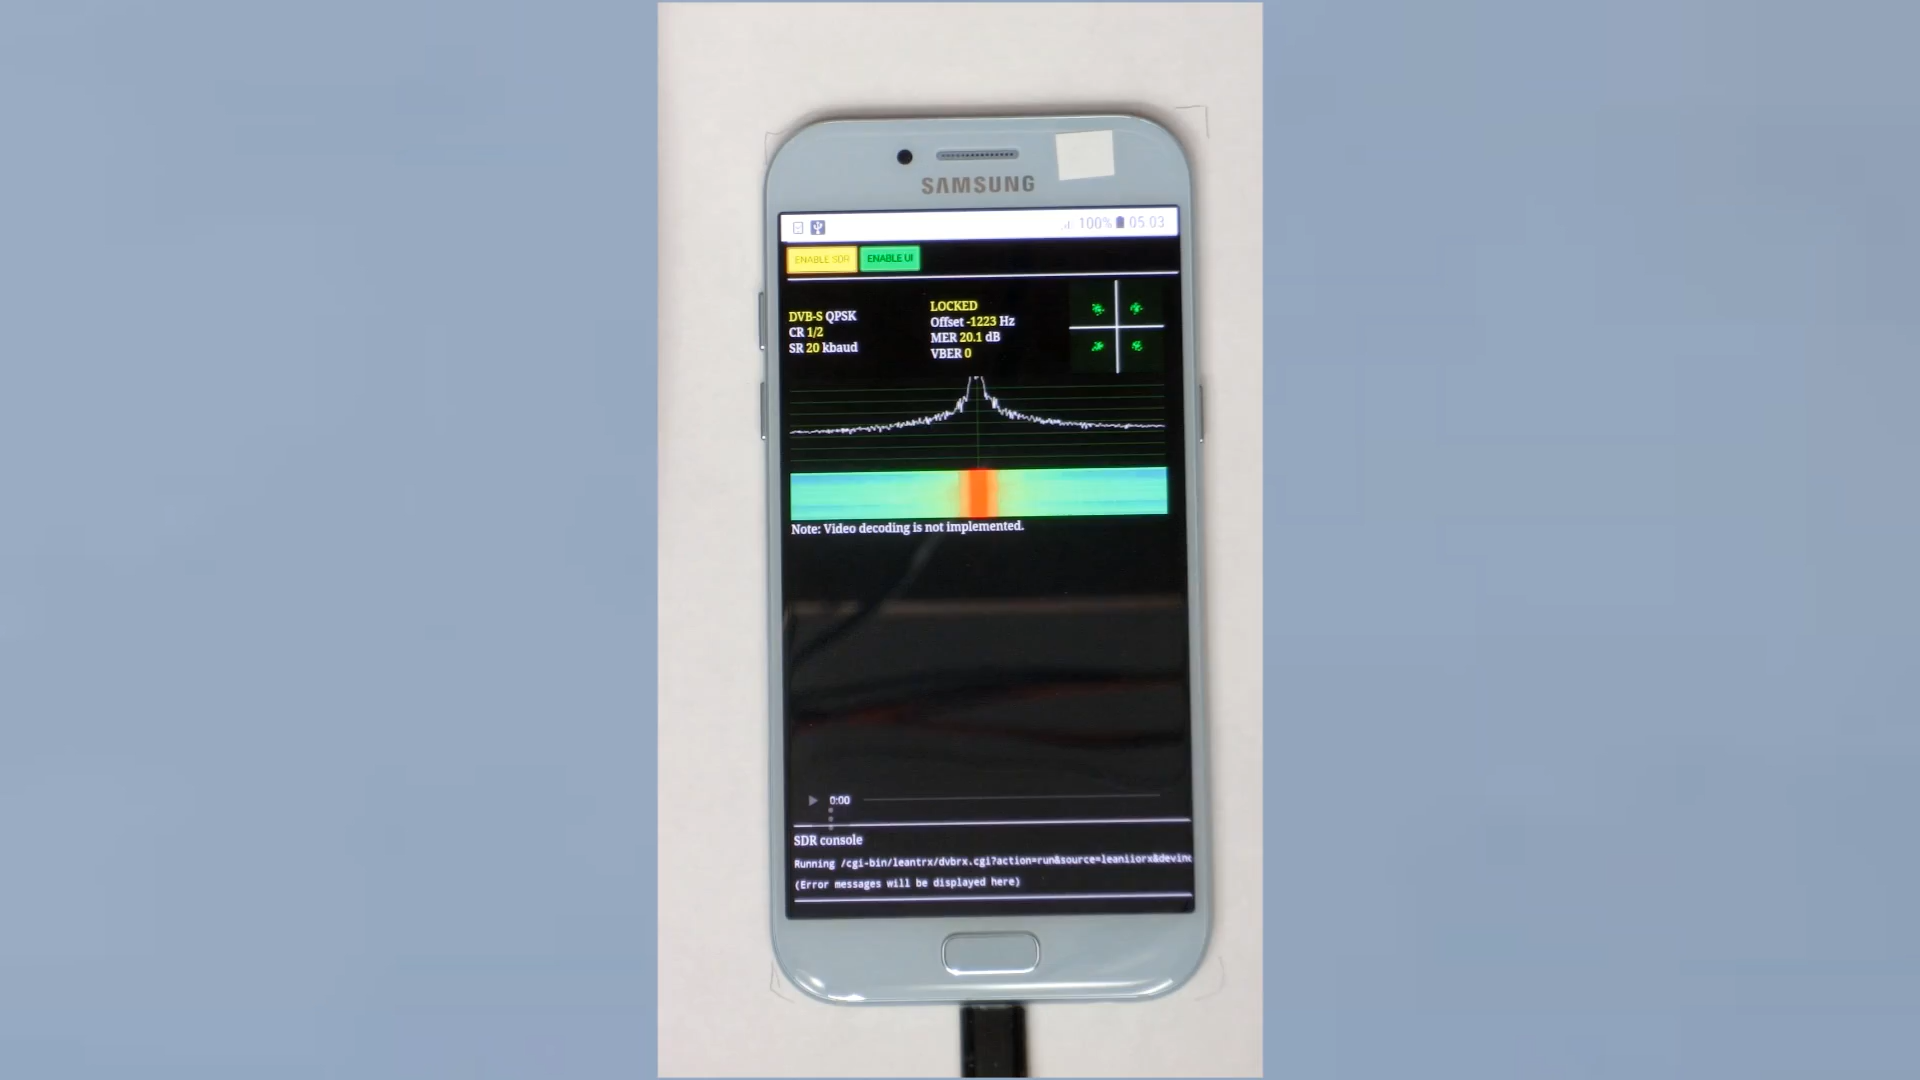 SAMSUNG
100% 05:03
ENABLE SDR ENABLE UI
DVB-S QPSK
CR 1/2
SR 20 kbaud
LOCKED
Offset -1223 Hz
MER 20.1 dB
VBER 0
Note: Video decoding is not implemented.
0:00
SDR console
Running /cgi-bin/leantrx/dvbrx.cgi?action=run&source=leaniiorx&devinc
(Error messages will be displayed here)